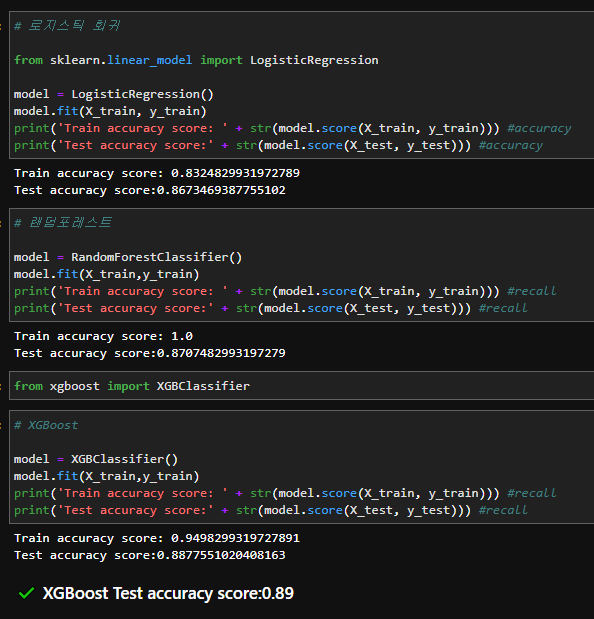 # 로지스틱 회귀
from sklearn.linear_model import LogisticRegression
model = LogisticRegression()
model.fit(X_train, y_train)
print('Train accuracy score: ' + str(model.score(X_train, y_train))) #accuracy
print('Test accuracy score:' + str(model.score(X_test, y_test))) #accuracy
Train accuracy score: 0.8324829931972789
Test accuracy score:0.8673469387755102
# 랜덤포레스트
model = RandomForestClassifier()
model.fit(X_train,y_train)
print('Train accuracy score: ' + str(model.score(X_train, y_train))) #recall
print('Test accuracy score:' + str(model.score(X_test, y_test))) #recall
Train accuracy score: 1.0
Test accuracy score:0.8707482993197279
from xgboost import XGBClassifier
# XGBoost
model = XGBClassifier()
model.fit(X_train,y_train)
print('Train accuracy score: ' + str(model.score(X_train, y_train))) #recall
print('Test accuracy score:' + str(model.score(X_test, y_test))) #recall
Train accuracy score: 0.9498299319727891
Test accuracy score:0.8877551020408163
XGBoost Test accuracy score:0.89